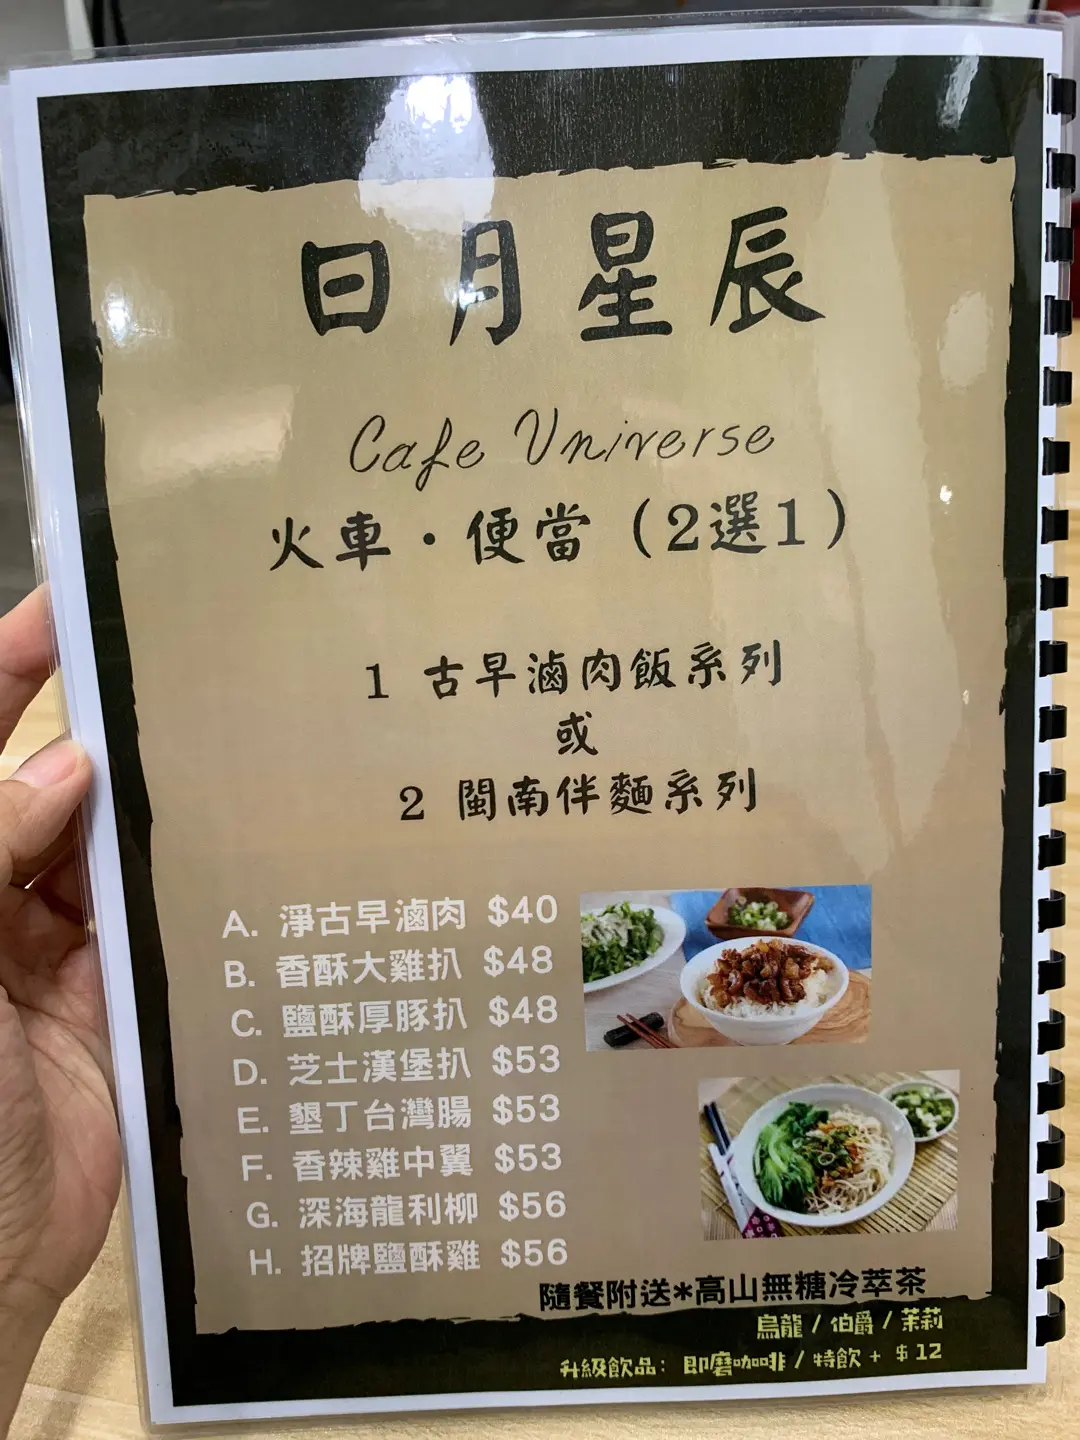 日月星辰
Cafe Universe
火車·便當（2選1）
1 古早滷肉飯系列
或
2 閩南伴麵系列
A. 淨古早滷肉 $40
B. 香酥大雞扒 $48
C. 鹽酥厚豚扒 $48
D. 芝士漢堡扒 $53
E. 墾丁台灣腸 $53
F. 香辣雞中翼 $53
G. 深海龍利柳 $56
H. 招牌鹽酥雞 $56
隨餐附送*高山無糖冷萃茶
烏龍 / 伯爵 / 茉莉
升級飲品: 即磨咖啡 / 特飲 + $12